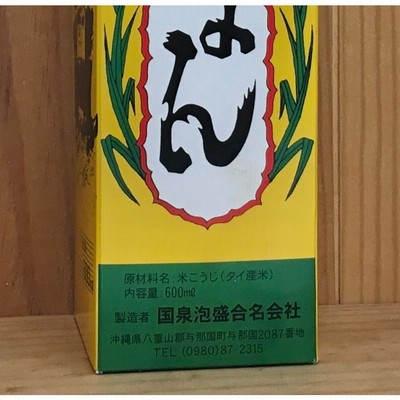 なん
原材料名:米こうじ(タイ産米)
内容量:600mℓ
製造者 国泉泡盛合名会社
沖縄県八重山郡与那国町与那国2087番地
TEL (0980)87-2315